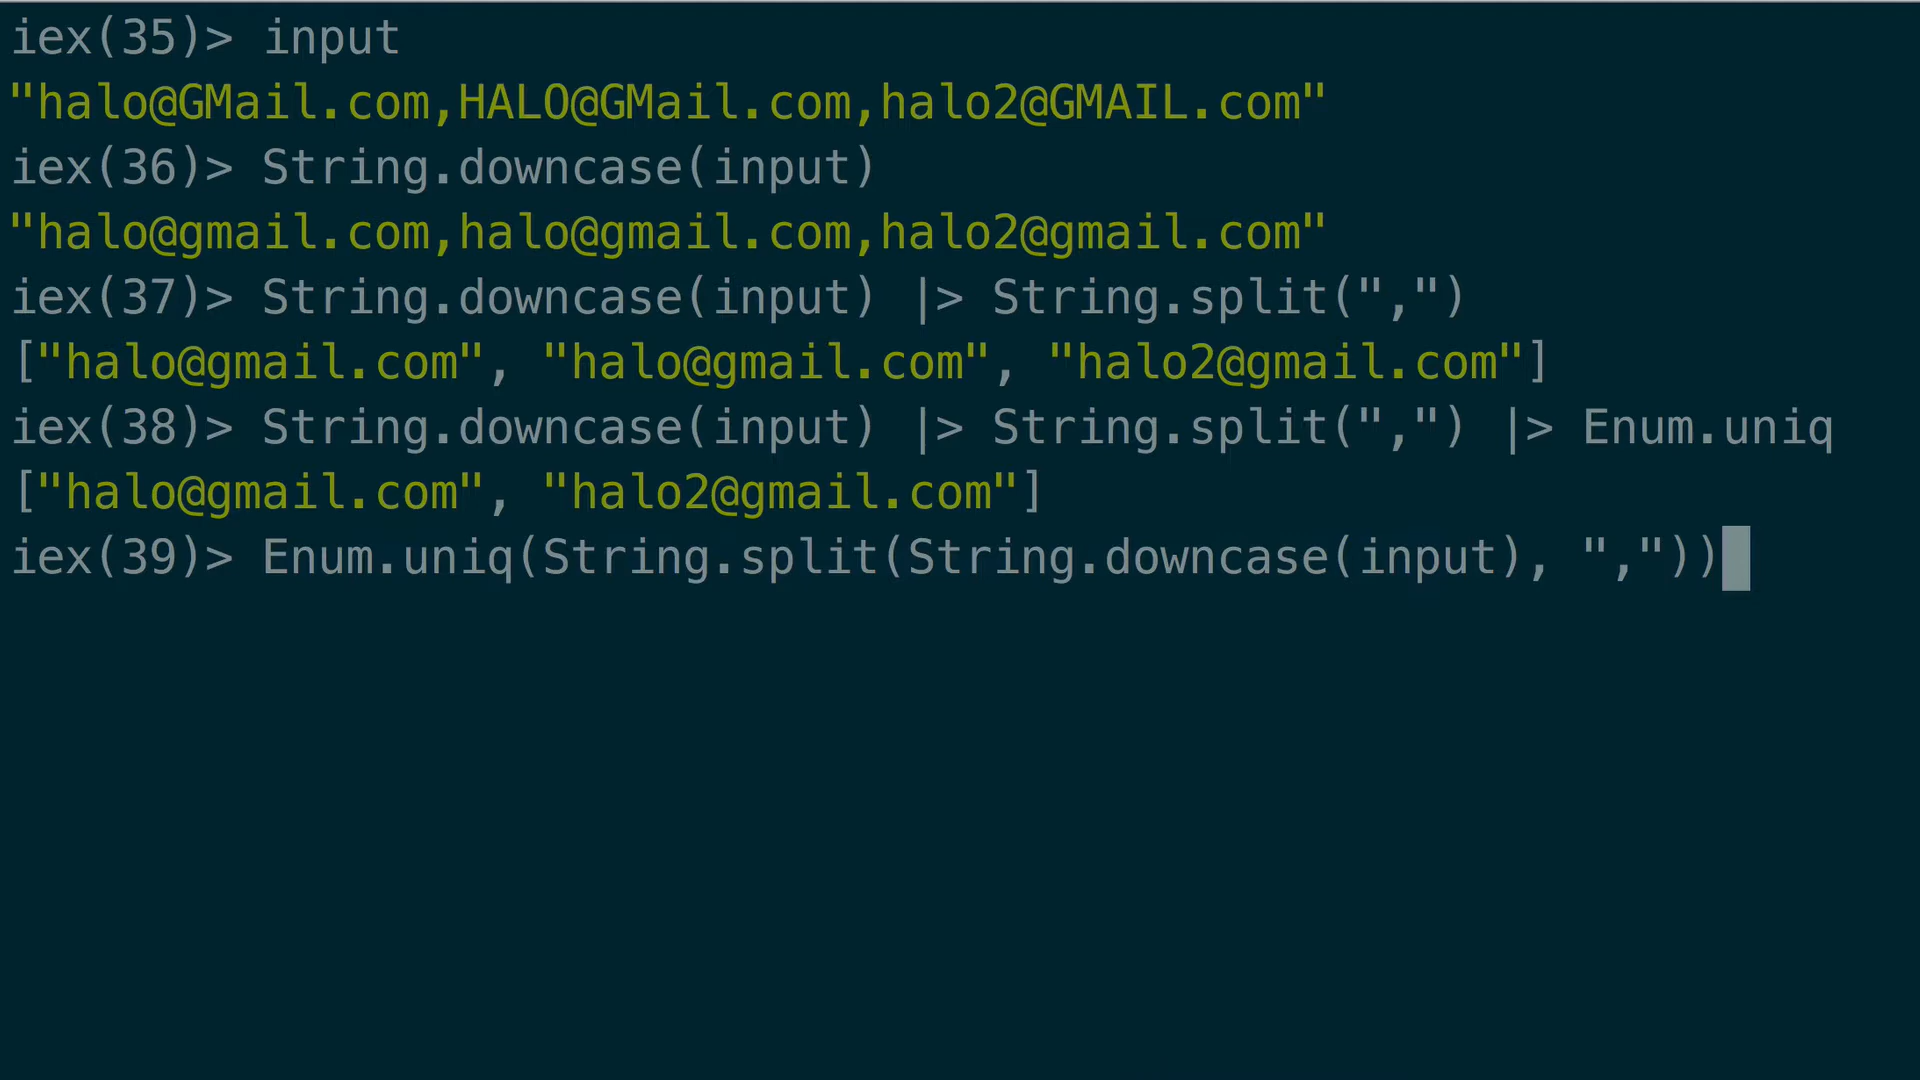 iex(35)> input
"halo@GMail.com,HALO@GMail.com,halo2@GMAIL.com"
iex(36)> String.downcase(input)
"halo@gmail.com,halo@gmail.com,halo2@gmail.com"
iex(37)> String.downcase(input) |> String.split(",")
["halo@gmail.com", "halo@gmail.com", "halo2@gmail.com"]
iex(38)> String.downcase(input) |> String.split(",") |> Enum.uniq
["halo@gmail.com", "halo2@gmail.com"]
iex(39)> Enum.uniq(String.split(String.downcase(input), ","))